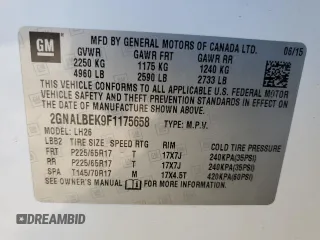 GM
MFD BY GENERAL MOTORS OF CANADA LTD. 06/15
GVWR GAWR FRT GAWR RR
2250 KG 1175 KG 1240 KG
4960 LB 2590 LB 2733 LB
THIS VEHICLE CONFORMS TO ALL APPLICABLE U.S. FEDERAL
MOTOR VEHICLE SAFETY AND THEFT PREVENTION STANDARDS
IN EFFECT ON THE DATE OF MANUFACTURE SHOWN ABOVE.
2GNALBEK9F1175658 TYPE: M.P.V.
MODEL: LH26
LBB2 TIRE SIZE SPEED RTG RIM COLD TIRE PRESSURE
FRT P225/65R17 T 17X7J 240KPA(35PSI)
RR P225/65R17 T 17X7J 240KPA(35PSI)
SPA T145/70R17 M 17X4.5T 420KPA(60PSI)
SEE OWNER'S MANUAL FOR ADDITIONAL INFORMATION
DREAMBID